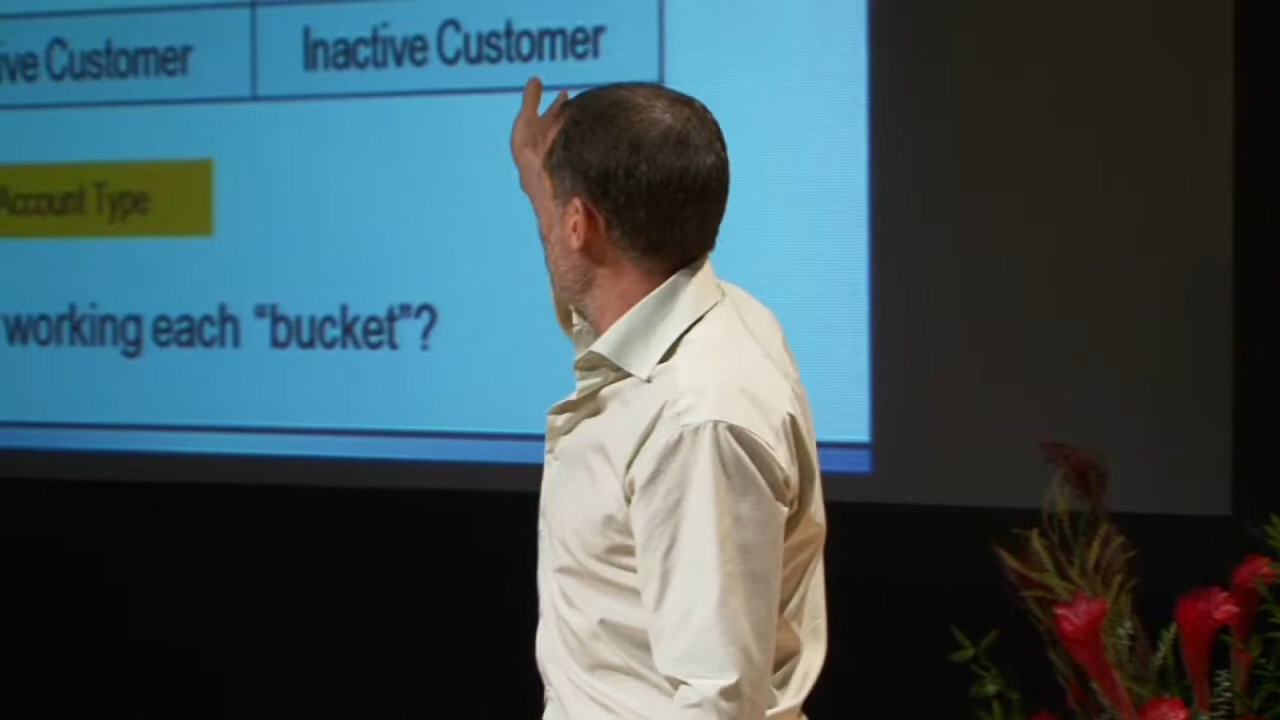 ive Customer
Inactive Customer
Account Type
working each “bucket”?